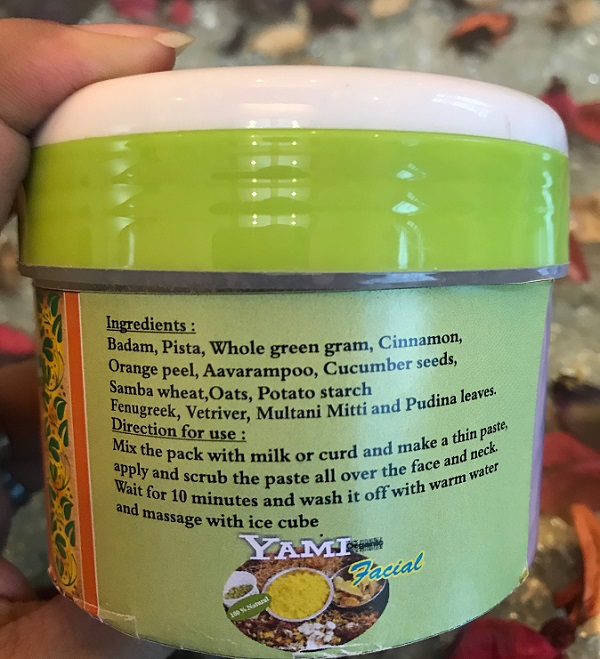 Ingredients :
Badam, Pista, Whole green gram, Cinnamon,
Orange peel, Aavarampoo, Cucumber seeds,
Samba wheat,Oats, Potato starch
Fenugreek, Vetriver, Multani Mitti and Pudina leaves.
Direction for use :
Mix the pack with milk or curd and make a thin paste,
apply and scrub the paste all over the face and neck.
Wait for 10 minutes and wash it off with warm water
and massage with ice cube
YAMI
Facial
100 % Natural